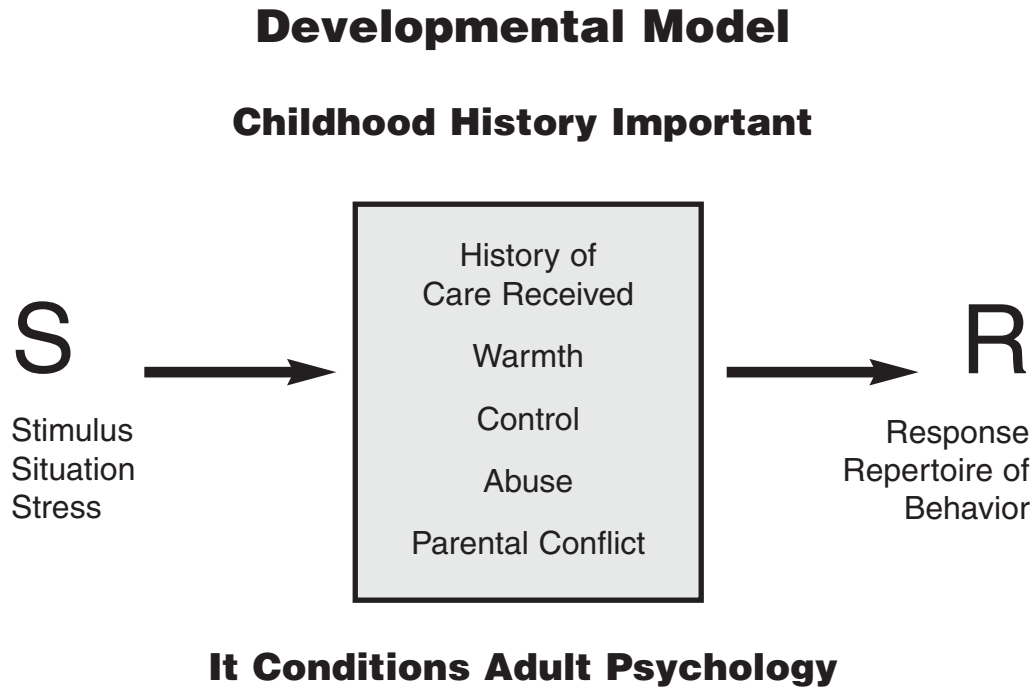 Developmental Model
Childhood History Important
S
Stimulus
Situation
Stress
History of
Care Received
Warmth
Control
Abuse
Parental Conflict
R
Response
Repertoire of
Behavior
It Conditions Adult Psychology